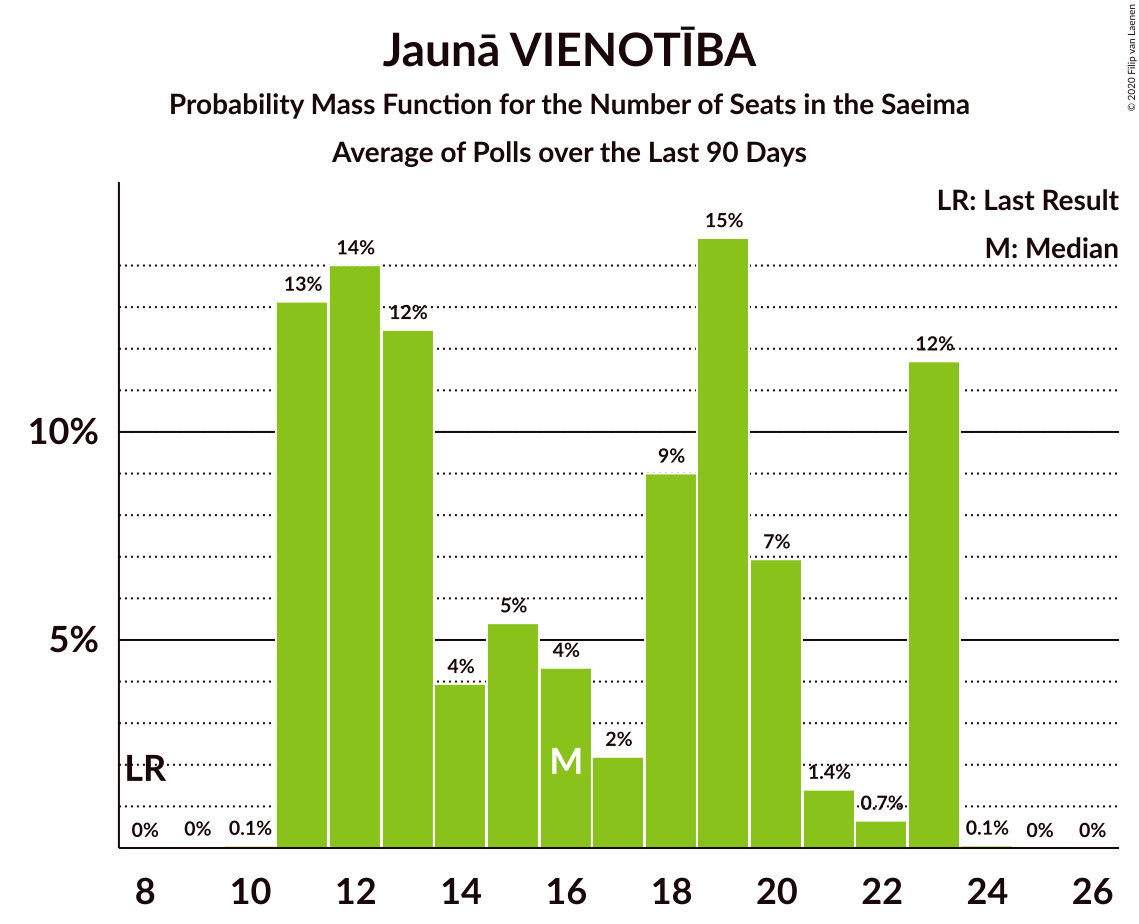 Jaunā VIENOTĪBA
Probability Mass Function for the Number of Seats in the Saeima
Average of Polls over the Last 90 Days
© 2020 Filip van Laenen
LR: Last Result
M: Median
15%
14%
13%
12%
12%
10%
9%
7%
5%
5%
4%
4%
2%
M
LR
1.4%
0.7%
0%
0%
0.1%
0.1%
0%
0%
8 10 12 14 16 18 20 22 24 26